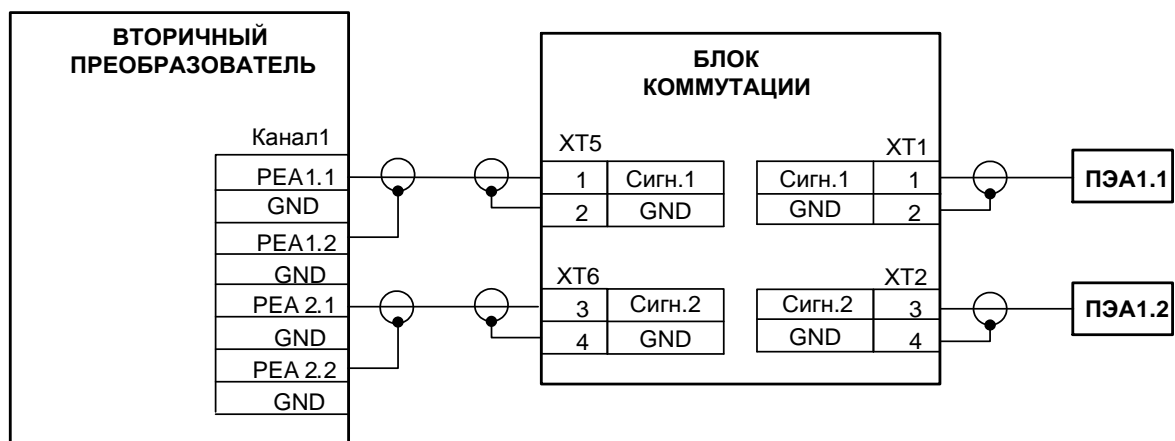 ВТОРИЧНЫЙ
ПРЕОБРАЗОВАТЕЛЬ
Канал1
PEA1.1
GND
PEA1.2
GND
PEA 2.1
GND
PEA 2.2
GND
БЛОК
КОММУТАЦИИ
XT5
1 Сигн.1
2 GND
XT6
3 Сигн.2
4 GND
XT1
Сигн.1 1
GND 2
XT2
Сигн.2 3
GND 4
ПЭА1.1
ПЭА1.2